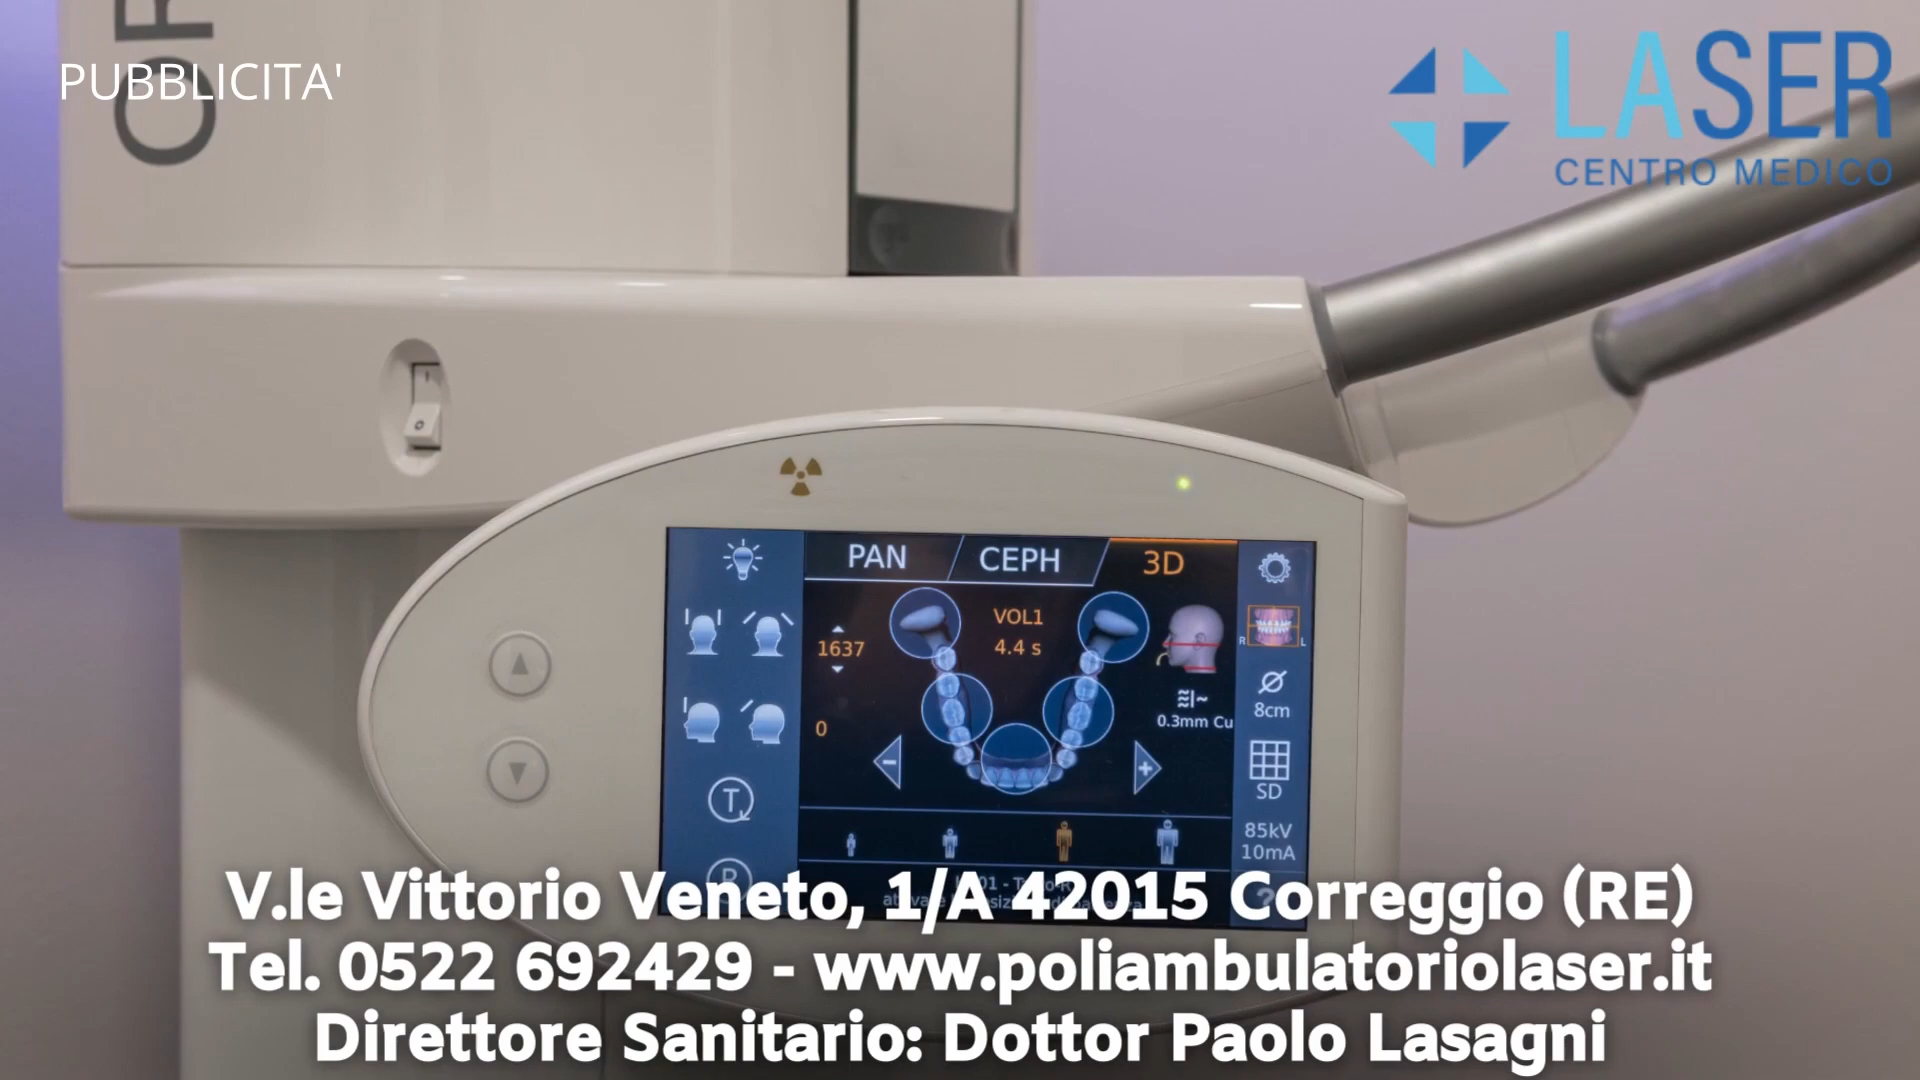 PUBBLICITA'
LASER
CENTRO MEDICO
PAN
CEPH
3D
VOL1
4.4 s
1637
0
R
L
8cm
0.3mm Cu
SD
85kV
10mA
T
R
V.le Vittorio Veneto, 1/A 42015 Correggio (RE)
Tel. 0522 692429 - www.poliambulatoriolaser.it
Direttore Sanitario: Dottor Paolo Lasagni